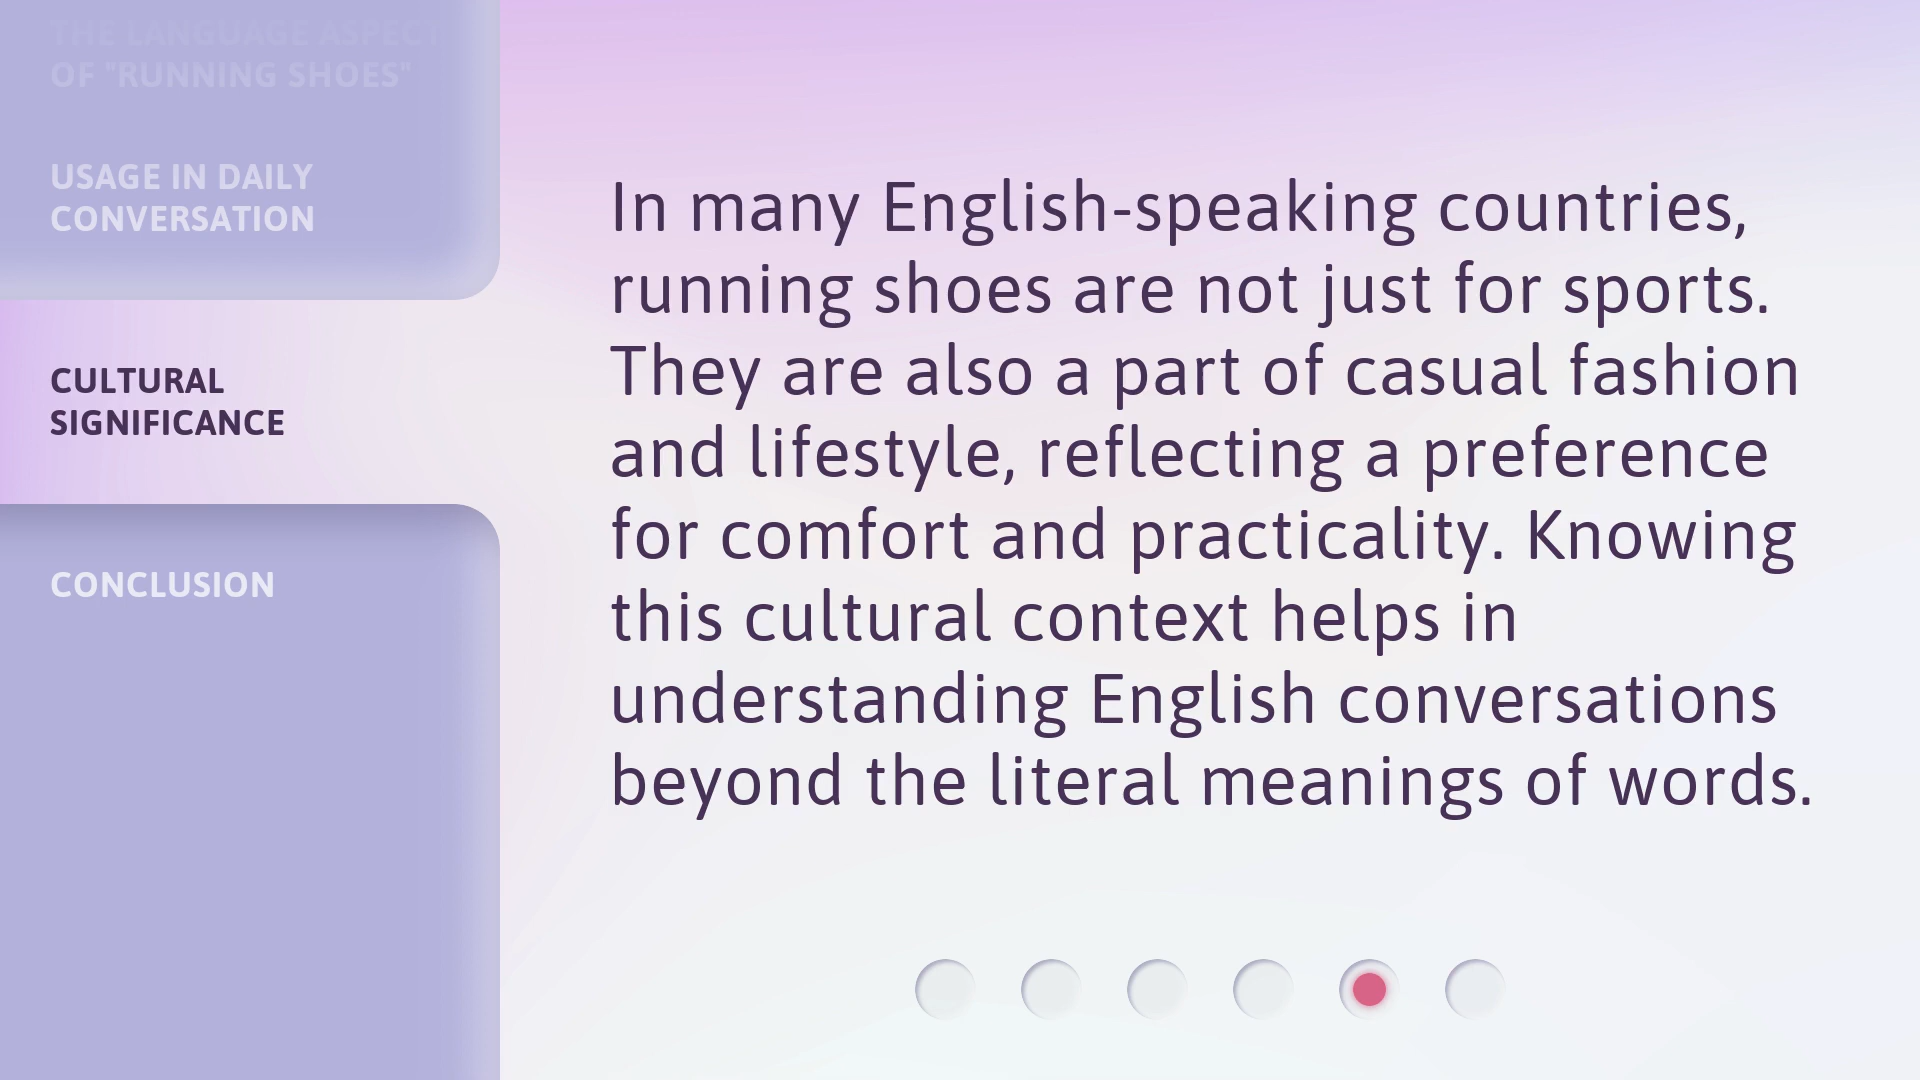 THE LANGUAGE ASPECT
OF "RUNNING SHOES"
USAGE IN DAILY
CONVERSATION
CULTURAL
SIGNIFICANCE
CONCLUSION
In many English-speaking countries,
running shoes are not just for sports.
They are also a part of casual fashion
and lifestyle, reflecting a preference
for comfort and practicality. Knowing
this cultural context helps in
understanding English conversations
beyond the literal meanings of words.